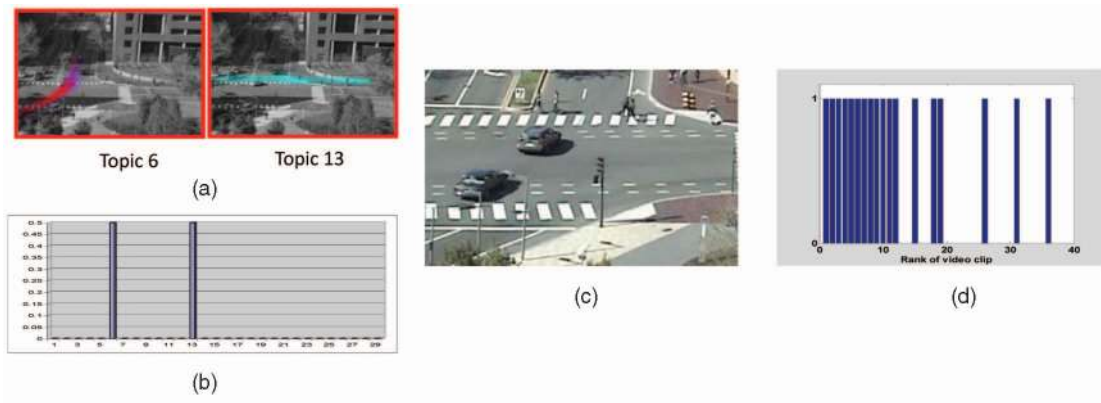 Topic 6
Topic 13
(a)
0.5
0.45
0.4
0.35
0.3
0.25
0.2
0.15
0.1
0.05
0
1 3 5 7 9 11 13 15 17 19 21 23 25 27 29
(b)
(c)
1
0
0 10 20 30 40
Rank of video clip
(d)